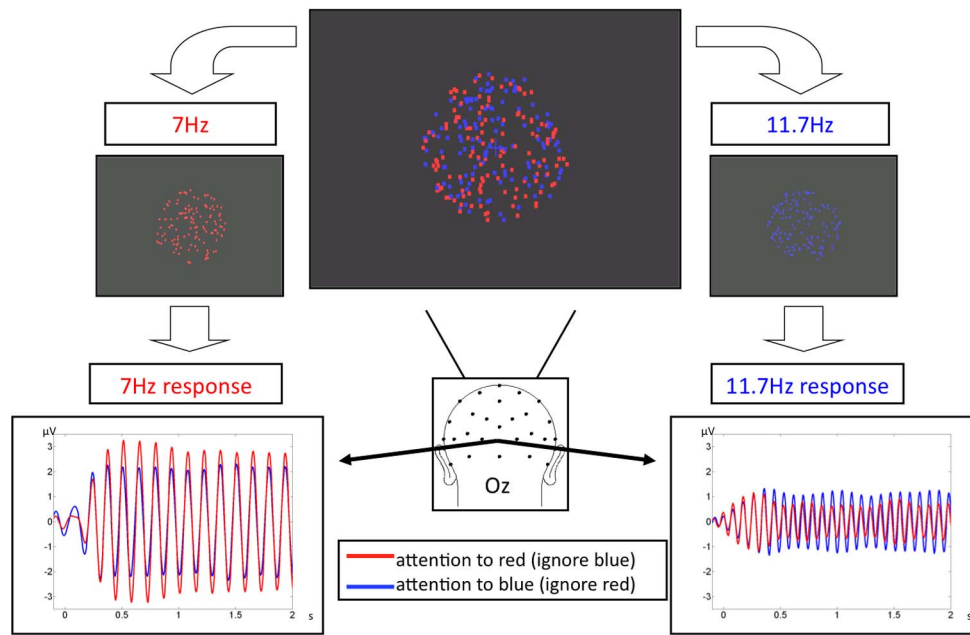 7Hz
11.7Hz
7Hz response
11.7Hz response
µV
3
2
1
0
-1
-2
-3
0
0.5
1
1.5
2
s
Oz
µV
3
2
1
0
-1
-2
-3
0
0.5
1
1.5
2
s
attention to red (ignore blue)
attention to blue (ignore red)